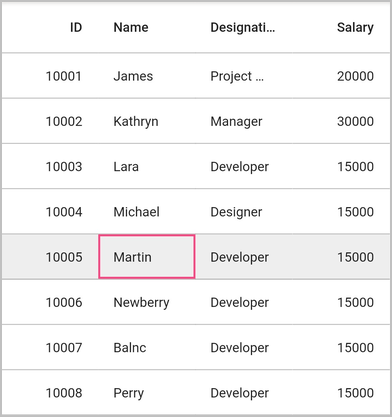 ID Name Designati... Salary
10001 James Project ... 20000
10002 Kathryn Manager 30000
10003 Lara Developer 15000
10004 Michael Designer 15000
10005 Martin Developer 15000
10006 Newberry Developer 15000
10007 Balnc Developer 15000
10008 Perry Developer 15000